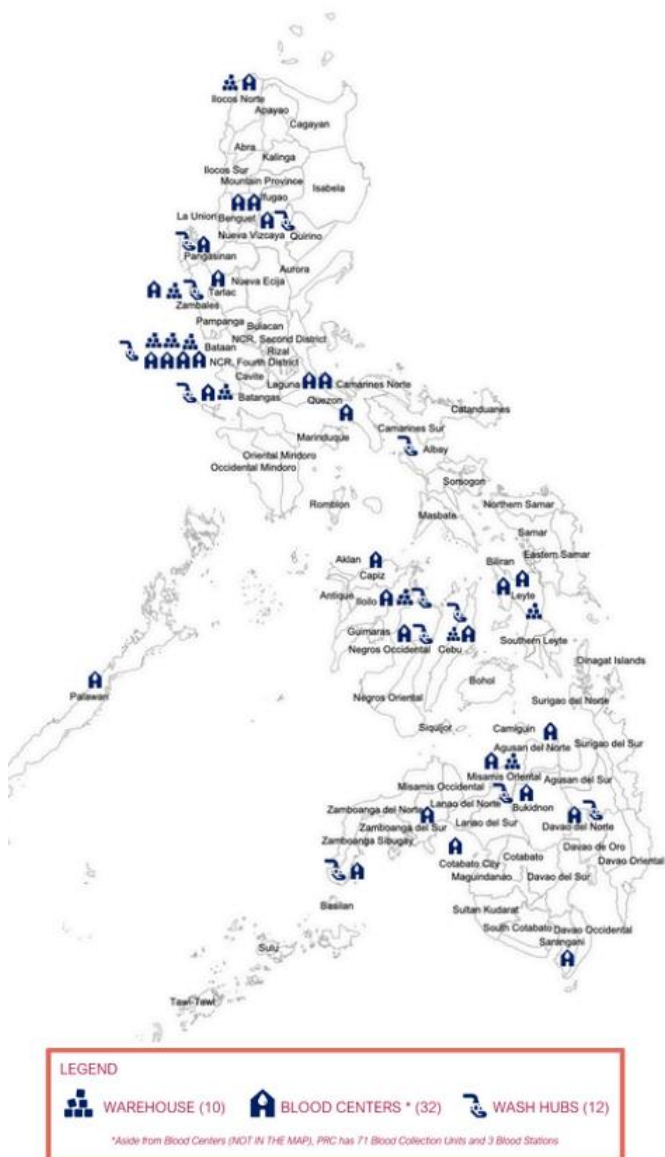 Ilocos Norte
Apayao
Cagayan
Abra
Kalinga
Ilocos Sur
Mountain Province
Isabela
Ifugao
La Union
Benguet
Nueva Vizcaya
Quirino
Pangasinan
Aurora
Nueva Ecija
Tarlac
Zambales
Pampanga
Bulacan
NCR, Second District
Bataan
Rizal
NCR, Fourth District
Cavite
Laguna
Camarines Norte
Batangas
Quezon
Catanduanes
Camarines Sur
Marinduque
Albay
Oriental Mindoro
Occidental Mindoro
Sorsogon
Romblon
Northern Samar
Masbate
Samar
Eastern Samar
Aklan
Biliran
Capiz
Antique
Iloilo
Leyte
Guimaras
Negros Occidental
Cebu
Southern Leyte
Dinagat Islands
Palawan
Bohol
Negros Oriental
Surigao del Norte
Siquijor
Camiguin
Agusan del Norte
Surigao del Sur
Misamis Oriental
Agusan del Sur
Misamis Occidental
Zamboanga del Norte
Lanao del Norte
Bukidnon
Zamboanga del Sur
Lanao del Sur
Davao del Norte
Zamboanga Sibugay
Cotabato City
Cotabato
Davao de Oro
Davao Oriental
Maguindanao
Davao del Sur
Basilan
Sultan Kudarat
South Cotabato
Davao Occidental
Sarangani
Sulu
Tawi-Tawi
LEGEND
WAREHOUSE (10)
BLOOD CENTERS * (32)
WASH HUBS (12)
*Aside from Blood Centers (NOT IN THE MAP), PRC has 71 Blood Collection Units and 3 Blood Stations